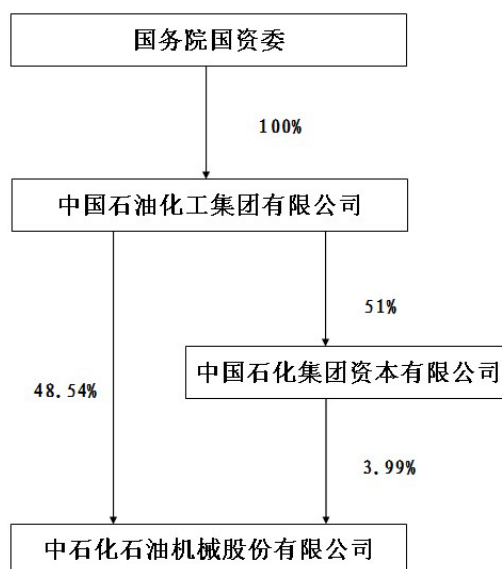 国务院国资委
100%
中国石油化工集团有限公司
51%
中国石化集团资本有限公司
48.54%
3.99%
中石化石油机械股份有限公司